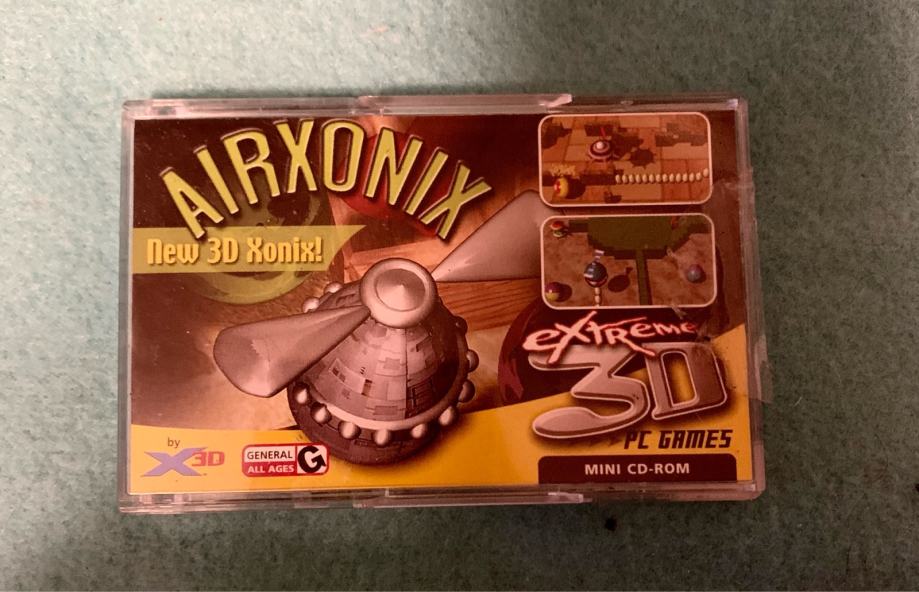 AIRXONIX
New 3D Xonix!
eXtreme
3D
PC GAMES
MINI CD-ROM
by
X3D
GENERAL
ALL AGES
G